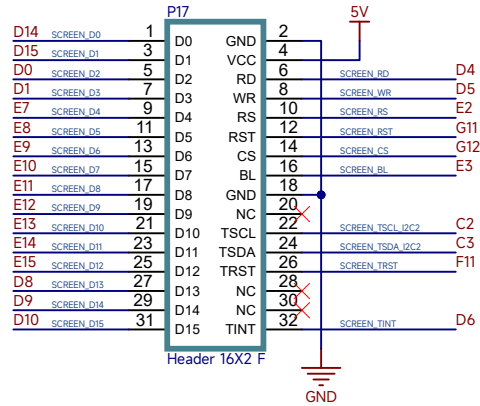 P17 5V
D14 SCREEN_D0 1 D0 GND 2
D15 SCREEN_D1 3 D1 VCC 4
D0 SCREEN_D2 5 D2 RD 6 SCREEN_RD D4
D1 SCREEN_D3 7 D3 WR 8 SCREEN_WR D5
E7 SCREEN_D4 9 D4 RS 10 SCREEN_RS E2
E8 SCREEN_D5 11 D5 RST 12 SCREEN_RST G11
E9 SCREEN_D6 13 D6 CS 14 SCREEN_CS G12
E10 SCREEN_D7 15 D7 BL 16 SCREEN_BL E3
E11 SCREEN_D8 17 D8 GND 18
E12 SCREEN_D9 19 D9 NC 20
E13 SCREEN_D10 21 D10 TSCL 22 SCREEN_TSCL_I2C2 C2
E14 SCREEN_D11 23 D11 TSDA 24 SCREEN_TSDA_I2C2 C3
E15 SCREEN_D12 25 D12 TRST 26 SCREEN_TRST F11
D8 SCREEN_D13 27 D13 NC 28
D9 SCREEN_D14 29 D14 NC 30
D10 SCREEN_D15 31 D15 TINT 32 SCREEN_TINT D6
Header 16X2 F
GND